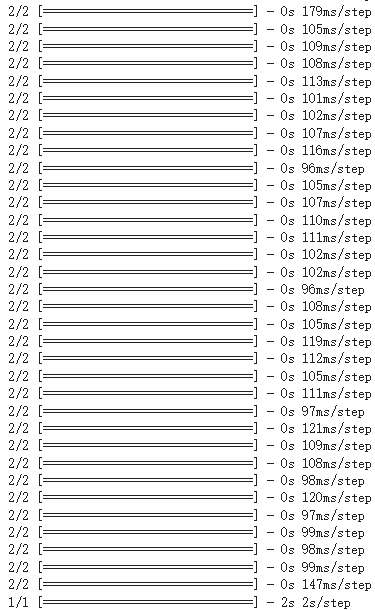 2/2 [==============================] - 0s 179ms/step
2/2 [==============================] - 0s 105ms/step
2/2 [==============================] - 0s 109ms/step
2/2 [==============================] - 0s 108ms/step
2/2 [==============================] - 0s 113ms/step
2/2 [==============================] - 0s 101ms/step
2/2 [==============================] - 0s 102ms/step
2/2 [==============================] - 0s 107ms/step
2/2 [==============================] - 0s 116ms/step
2/2 [==============================] - 0s 96ms/step
2/2 [==============================] - 0s 105ms/step
2/2 [==============================] - 0s 107ms/step
2/2 [==============================] - 0s 110ms/step
2/2 [==============================] - 0s 111ms/step
2/2 [==============================] - 0s 102ms/step
2/2 [==============================] - 0s 102ms/step
2/2 [==============================] - 0s 96ms/step
2/2 [==============================] - 0s 108ms/step
2/2 [==============================] - 0s 105ms/step
2/2 [==============================] - 0s 119ms/step
2/2 [==============================] - 0s 112ms/step
2/2 [==============================] - 0s 105ms/step
2/2 [==============================] - 0s 111ms/step
2/2 [==============================] - 0s 97ms/step
2/2 [==============================] - 0s 121ms/step
2/2 [==============================] - 0s 109ms/step
2/2 [==============================] - 0s 108ms/step
2/2 [==============================] - 0s 98ms/step
2/2 [==============================] - 0s 120ms/step
2/2 [==============================] - 0s 97ms/step
2/2 [==============================] - 0s 99ms/step
2/2 [==============================] - 0s 98ms/step
2/2 [==============================] - 0s 99ms/step
2/2 [==============================] - 0s 147ms/step
1/1 [==============================] - 2s 2s/step